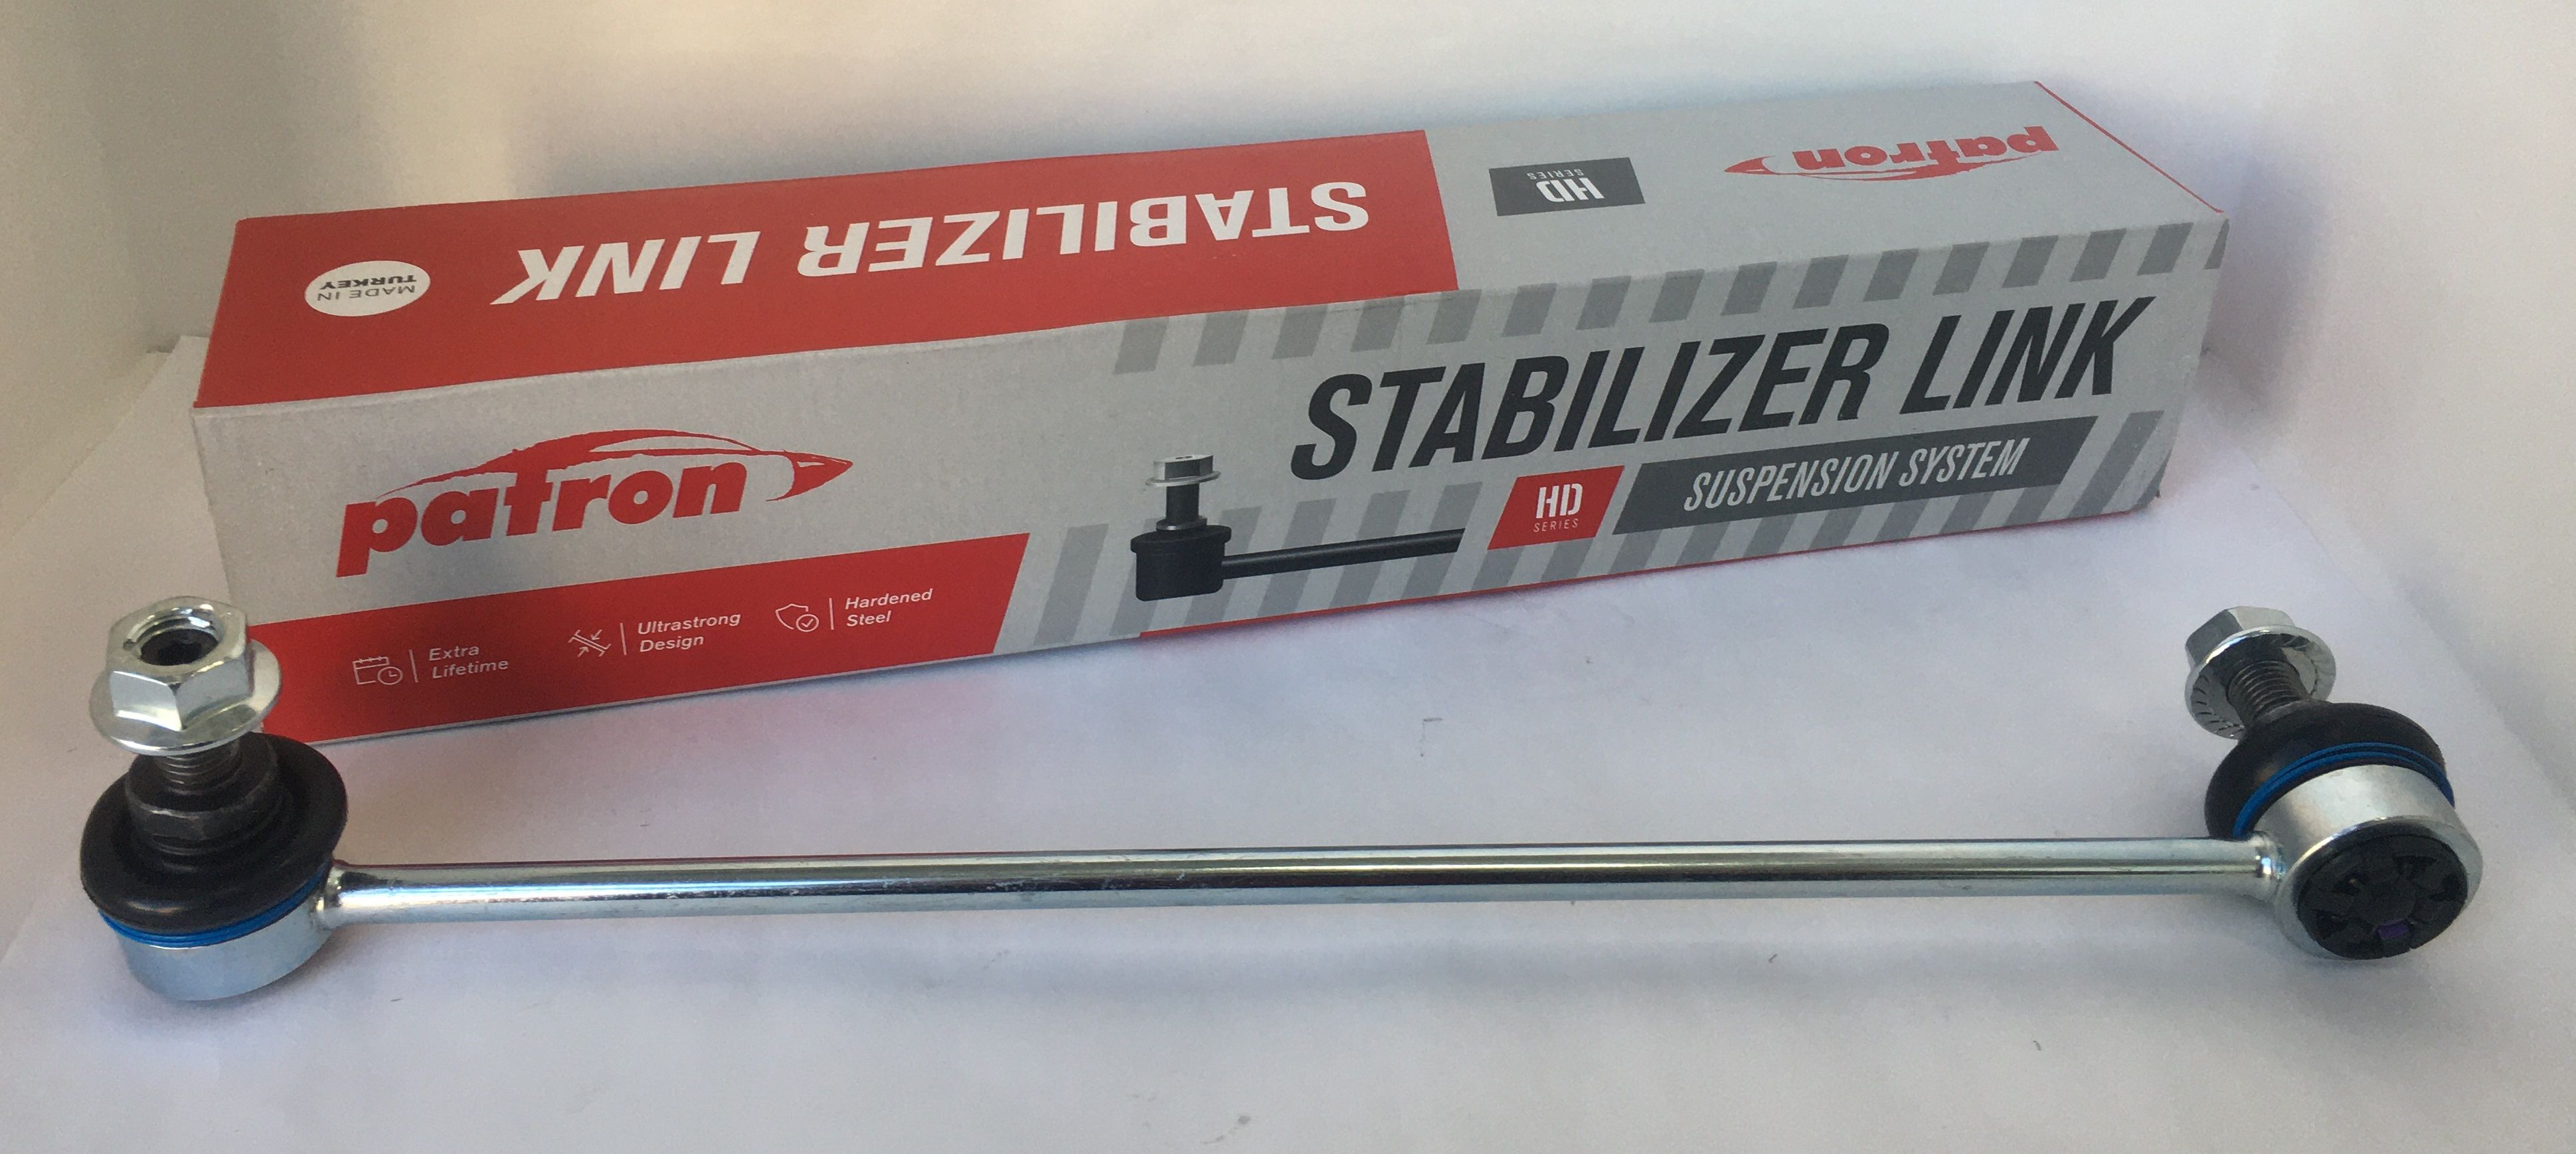 STABILIZER LINK
HD
SERIES
patron
MADE IN
TURKEY
patron
STABILIZER LINK
HD
SERIES
SUSPENSION SYSTEM
Extra
Lifetime
Ultrastrong
Design
Hardened
Steel